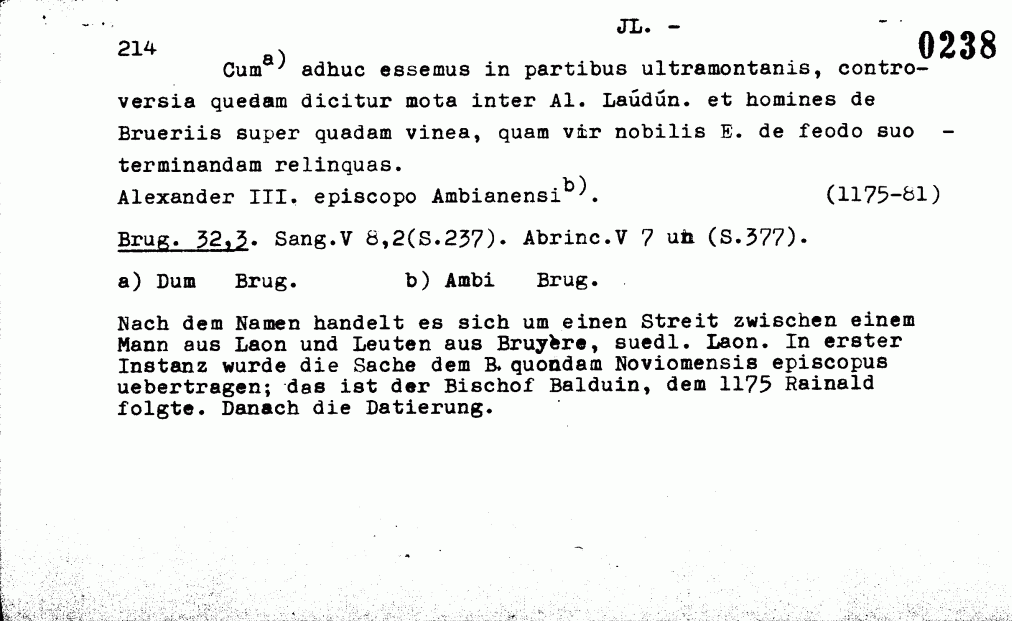 JL. -
214
0238
Cum a) adhuc essemus in partibus ultramontanis, contro-
versia quedam dicitur mota inter Al. Laúdún. et homines de
Brueriis super quadam vinea, quam vir nobilis E. de feodo suo -
terminandam relinquas.
Alexander III. episcopo Ambianensi b). (1175-81)
Brug. 32,3. Sang.V 8,2(S.237). Abrinc.V 7 un (S.377).
a) Dum Brug. b) Ambi Brug.
Nach dem Namen handelt es sich um einen Streit zwischen einem
Mann aus Laon und Leuten aus Bruyère, suedl. Laon. In erster
Instanz wurde die Sache dem B. quondam Noviomensis episcopus
uebertragen; das ist der Bischof Balduin, dem 1175 Rainald
folgte. Danach die Datierung.